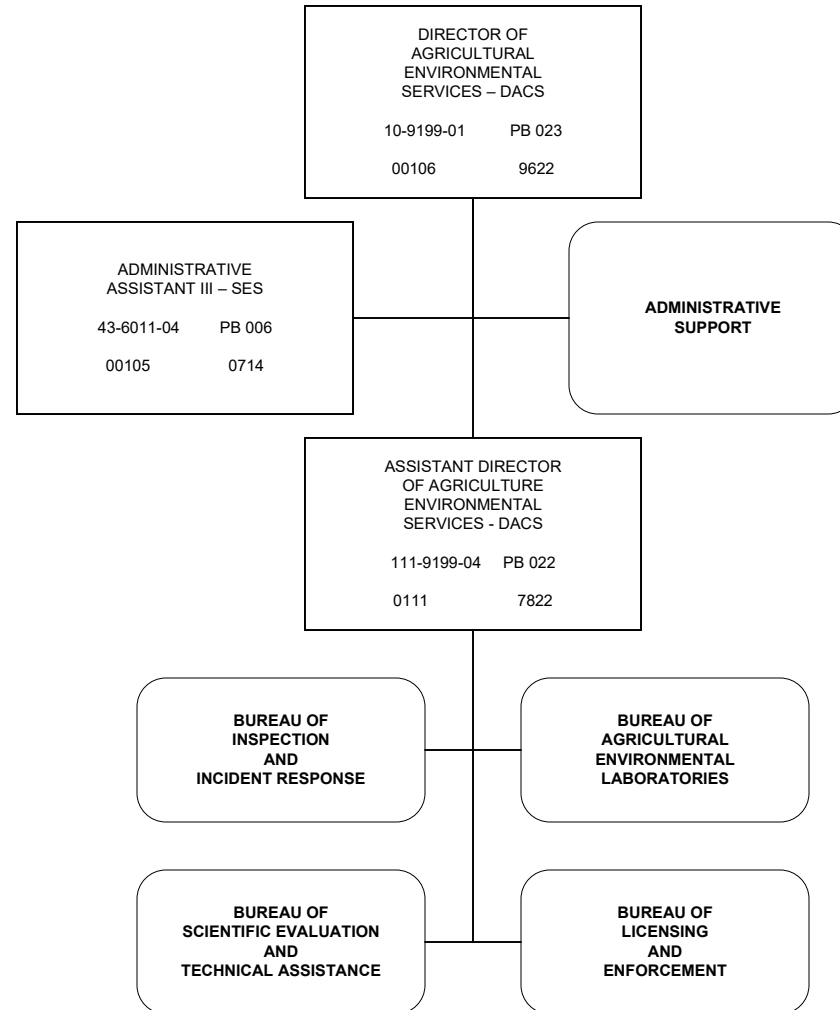 DIRECTOR OF
AGRICULTURAL
ENVIRONMENTAL
SERVICES – DACS
10-9199-01 PB 023
00106 9622
ADMINISTRATIVE
ASSISTANT III – SES
43-6011-04 PB 006
00105 0714
ADMINISTRATIVE
SUPPORT
ASSISTANT DIRECTOR
OF AGRICULTURE
ENVIRONMENTAL
SERVICES - DACS
111-9199-04 PB 022
0111 7822
BUREAU OF
INSPECTION
AND
INCIDENT RESPONSE
BUREAU OF
AGRICULTURAL
ENVIRONMENTAL
LABORATORIES
BUREAU OF
SCIENTIFIC EVALUATION
AND
TECHNICAL ASSISTANCE
BUREAU OF
LICENSING
AND
ENFORCEMENT